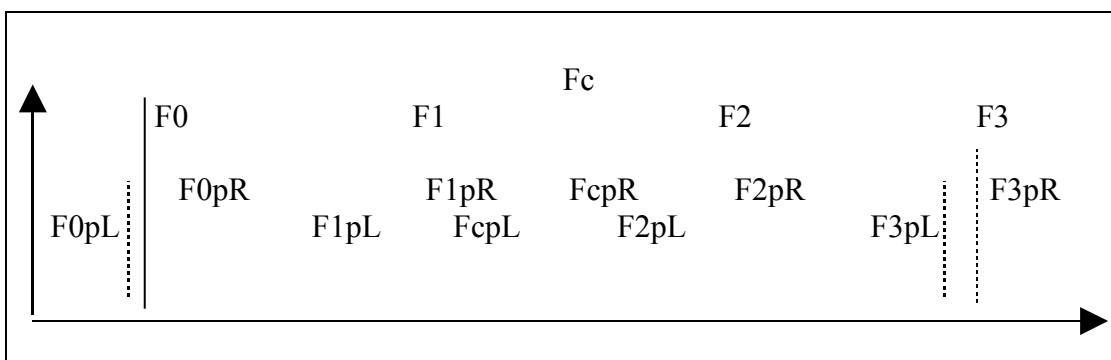 Fc
F0 F1 F2 F3
F0pR F1pR FcpR F2pR F3pR
F0pL F1pL FcpL F2pL F3pL